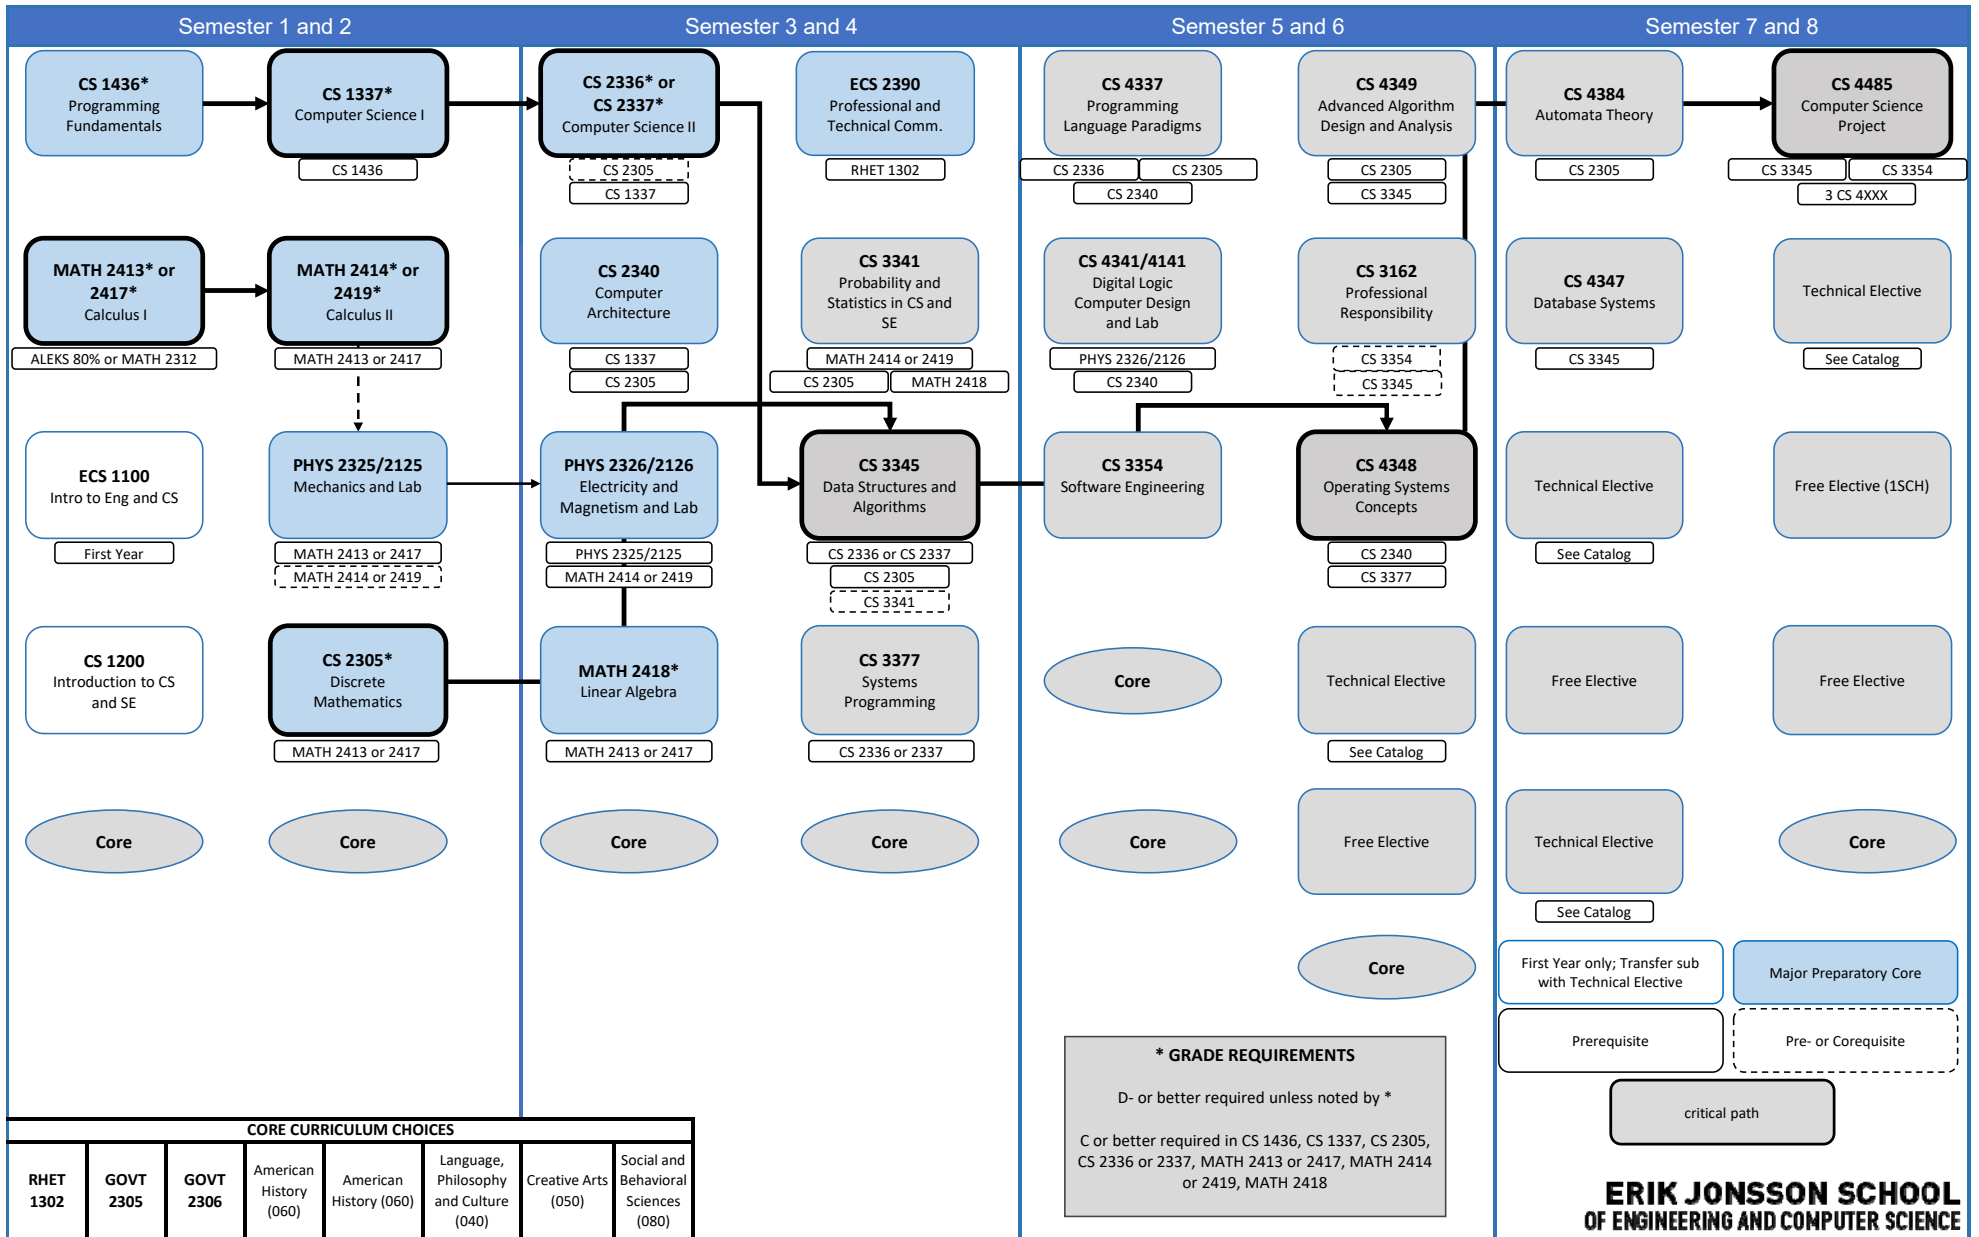 Semester 1 and 2
Semester 3 and 4
Semester 5 and 6
Semester 7 and 8
CS 1436*
Programming
Fundamentals
CS 1337*
Computer Science I
CS 1436
CS 2336* or
CS 2337*
Computer Science II
CS 2305
CS 1337
ECS 2390
Professional and
Technical Comm.
RHET 1302
CS 4337
Programming
Language Paradigms
CS 2336
CS 2305
CS 2340
CS 4349
Advanced Algorithm
Design and Analysis
CS 2305
CS 3345
CS 4384
Automata Theory
CS 2305
CS 4485
Computer Science
Project
CS 3345
CS 3354
3 CS 4XXX
MATH 2413* or
2417*
Calculus I
ALEKS 80% or MATH 2312
MATH 2414* or
2419*
Calculus II
MATH 2413 or 2417
CS 2340
Computer
Architecture
CS 1337
CS 2305
CS 3341
Probability and
Statistics in CS and
SE
MATH 2414 or 2419
CS 2305
MATH 2418
CS 4341/4141
Digital Logic
Computer Design
and Lab
PHYS 2326/2126
CS 2340
CS 3162
Professional
Responsibility
CS 3354
CS 3345
CS 4347
Database Systems
CS 3345
Technical Elective
See Catalog
ECS 1100
Intro to Eng and CS
First Year
PHYS 2325/2125
Mechanics and Lab
MATH 2413 or 2417
MATH 2414 or 2419
PHYS 2326/2126
Electricity and
Magnetism and Lab
PHYS 2325/2125
MATH 2414 or 2419
CS 3345
Data Structures and
Algorithms
CS 2336 or CS 2337
CS 2305
CS 3341
CS 3354
Software Engineering
CS 4348
Operating Systems
Concepts
CS 2340
CS 3377
Technical Elective
See Catalog
Free Elective (1SCH)
CS 1200
Introduction to CS
and SE
CS 2305*
Discrete
Mathematics
MATH 2413 or 2417
MATH 2418*
Linear Algebra
MATH 2413 or 2417
CS 3377
Systems
Programming
CS 2336 or 2337
Core
Technical Elective
See Catalog
Free Elective
Free Elective
Core
Core
Core
Core
Core
Free Elective
Technical Elective
See Catalog
Core
Core
First Year only; Transfer sub
with Technical Elective
Major Preparatory Core
Prerequisite
Pre- or Corequisite
critical path
* GRADE REQUIREMENTS
D- or better required unless noted by *
C or better required in CS 1436, CS 1337, CS 2305,
CS 2336 or 2337, MATH 2413 or 2417, MATH 2414
or 2419, MATH 2418
CORE CURRICULUM CHOICES
RHET
1302
GOVT
2305
GOVT
2306
American
History
(060)
American
History (060)
Language,
Philosophy
and Culture
(040)
Creative Arts
(050)
Social and
Behavioral
Sciences
(080)
ERIK JONSSON SCHOOL
OF ENGINEERING AND COMPUTER SCIENCE